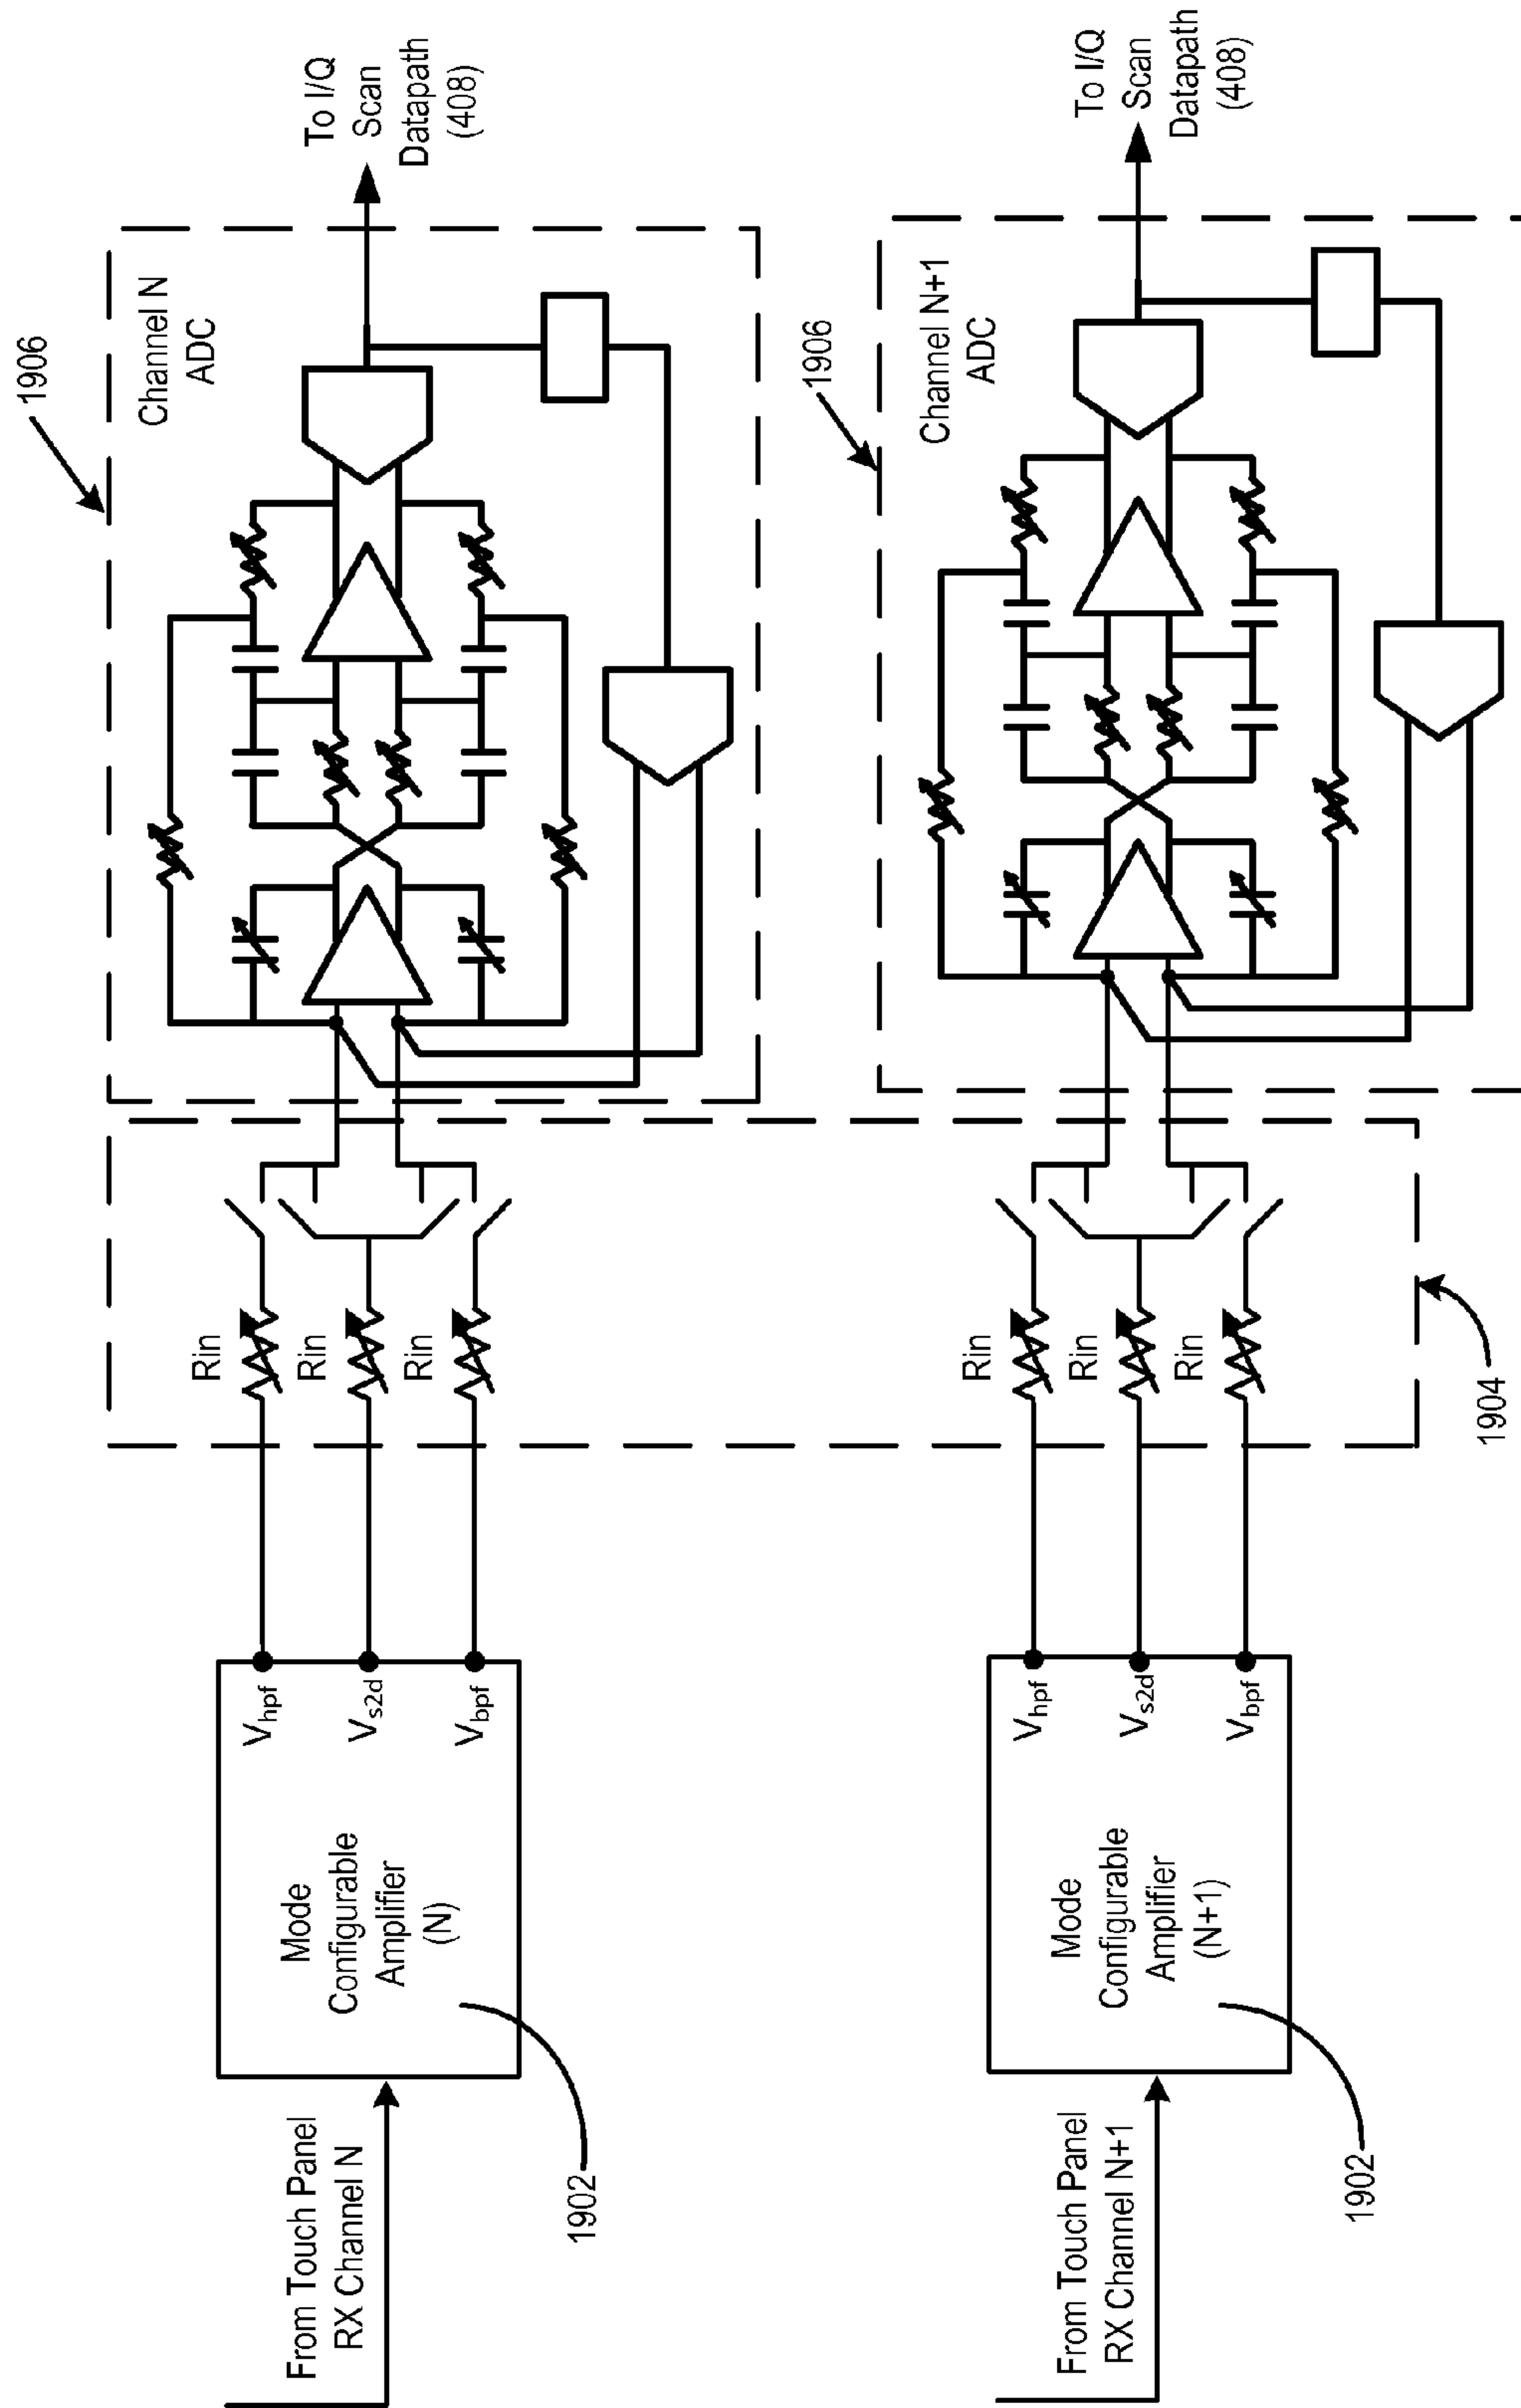 From Touch Panel
RX Channel N
1902
Mode
Configurable
Amplifier
(N)
Vhpf
Vs2d
Vbpf
Rin
Rin
Rin
1906
Channel N
ADC
To I/Q
Scan
Datapath
(408)
From Touch Panel
RX Channel N+1
1902
Mode
Configurable
Amplifier
(N+1)
Vhpf
Vs2d
Vbpf
Rin
Rin
Rin
1904
1906
Channel N+1
ADC
To I/Q
Scan
Datapath
(408)